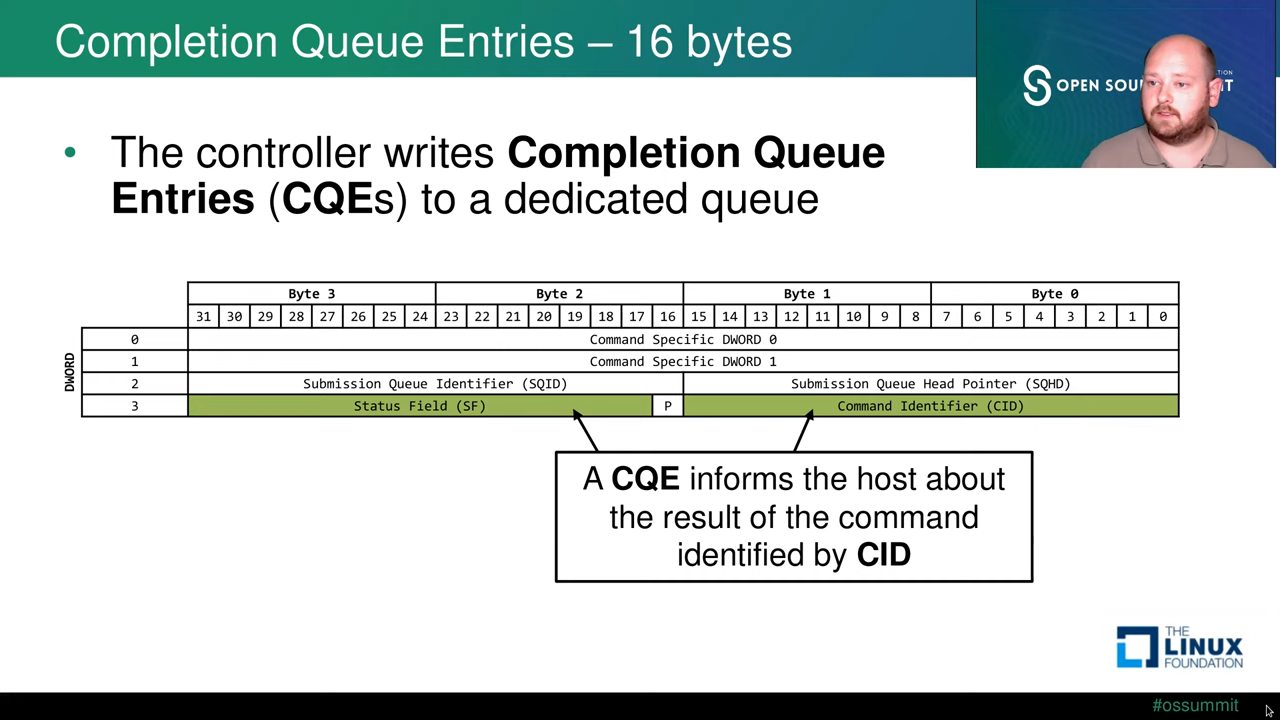 Completion Queue Entries – 16 bytes
OPEN SOU
• The controller writes Completion Queue
Entries (CQEs) to a dedicated queue
Byte 3 Byte 2 Byte 1 Byte 0
31 30 29 28 27 26 25 24 23 22 21 20 19 18 17 16 15 14 13 12 11 10 9 8 7 6 5 4 3 2 1 0
DWORD
0 Command Specific DWORD 0
1 Command Specific DWORD 1
2 Submission Queue Identifier (SQID) Submission Queue Head Pointer (SQHD)
3 Status Field (SF) P Command Identifier (CID)
A CQE informs the host about
the result of the command
identified by CID
THE
LINUX
FOUNDATION
#ossummit